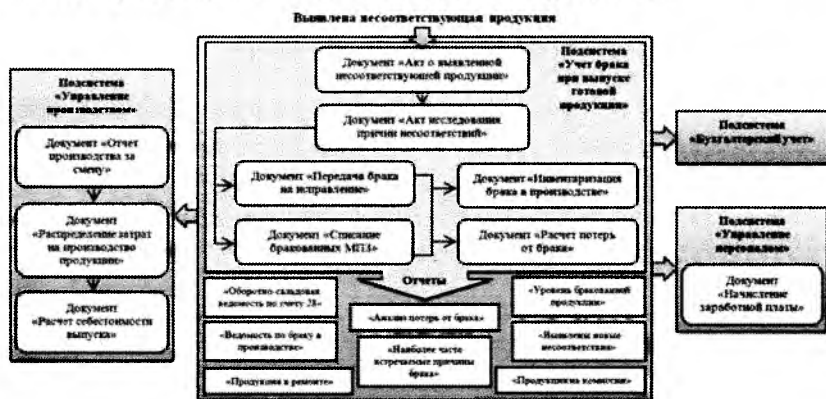 Выявлена несоответствующая продукция
Подсистема
«Управление
производством»
Документ «Отчет
производства за
смену»
Документ
«Распределение затрат
на производство
продукции»
Документ
«Расчет себестоимости
выпуска»
Документ «Акт о выявленной
несоответствующей продукции»
Подсистема
«Учет брака
при выпуске
готовой
продукции»
Документ «Акт исследования
причин несоответствий»
Документ «Передача брака
на исправление»
Документ «Инвентаризация
брака в производстве»
Документ «Списание
бракованных МПЗ»
Документ «Расчет потерь
от брака»
Отчеты
«Оборотно-сальдовая
ведомость по счету 28»
«Ведомость по браку в
производстве»
«Продукция в ремонте»
«Анализ потерь от брака»
«Наиболее часто
встречаемые причины
брака»
«Уровень бракованной
продукции»
«Выявлены новые
несоответствия»
«Продукция на комиссии»
Подсистема
«Бухгалтерский учет»
Подсистема
«Управление
персоналом»
Документ
«Начисление
заработной платы»